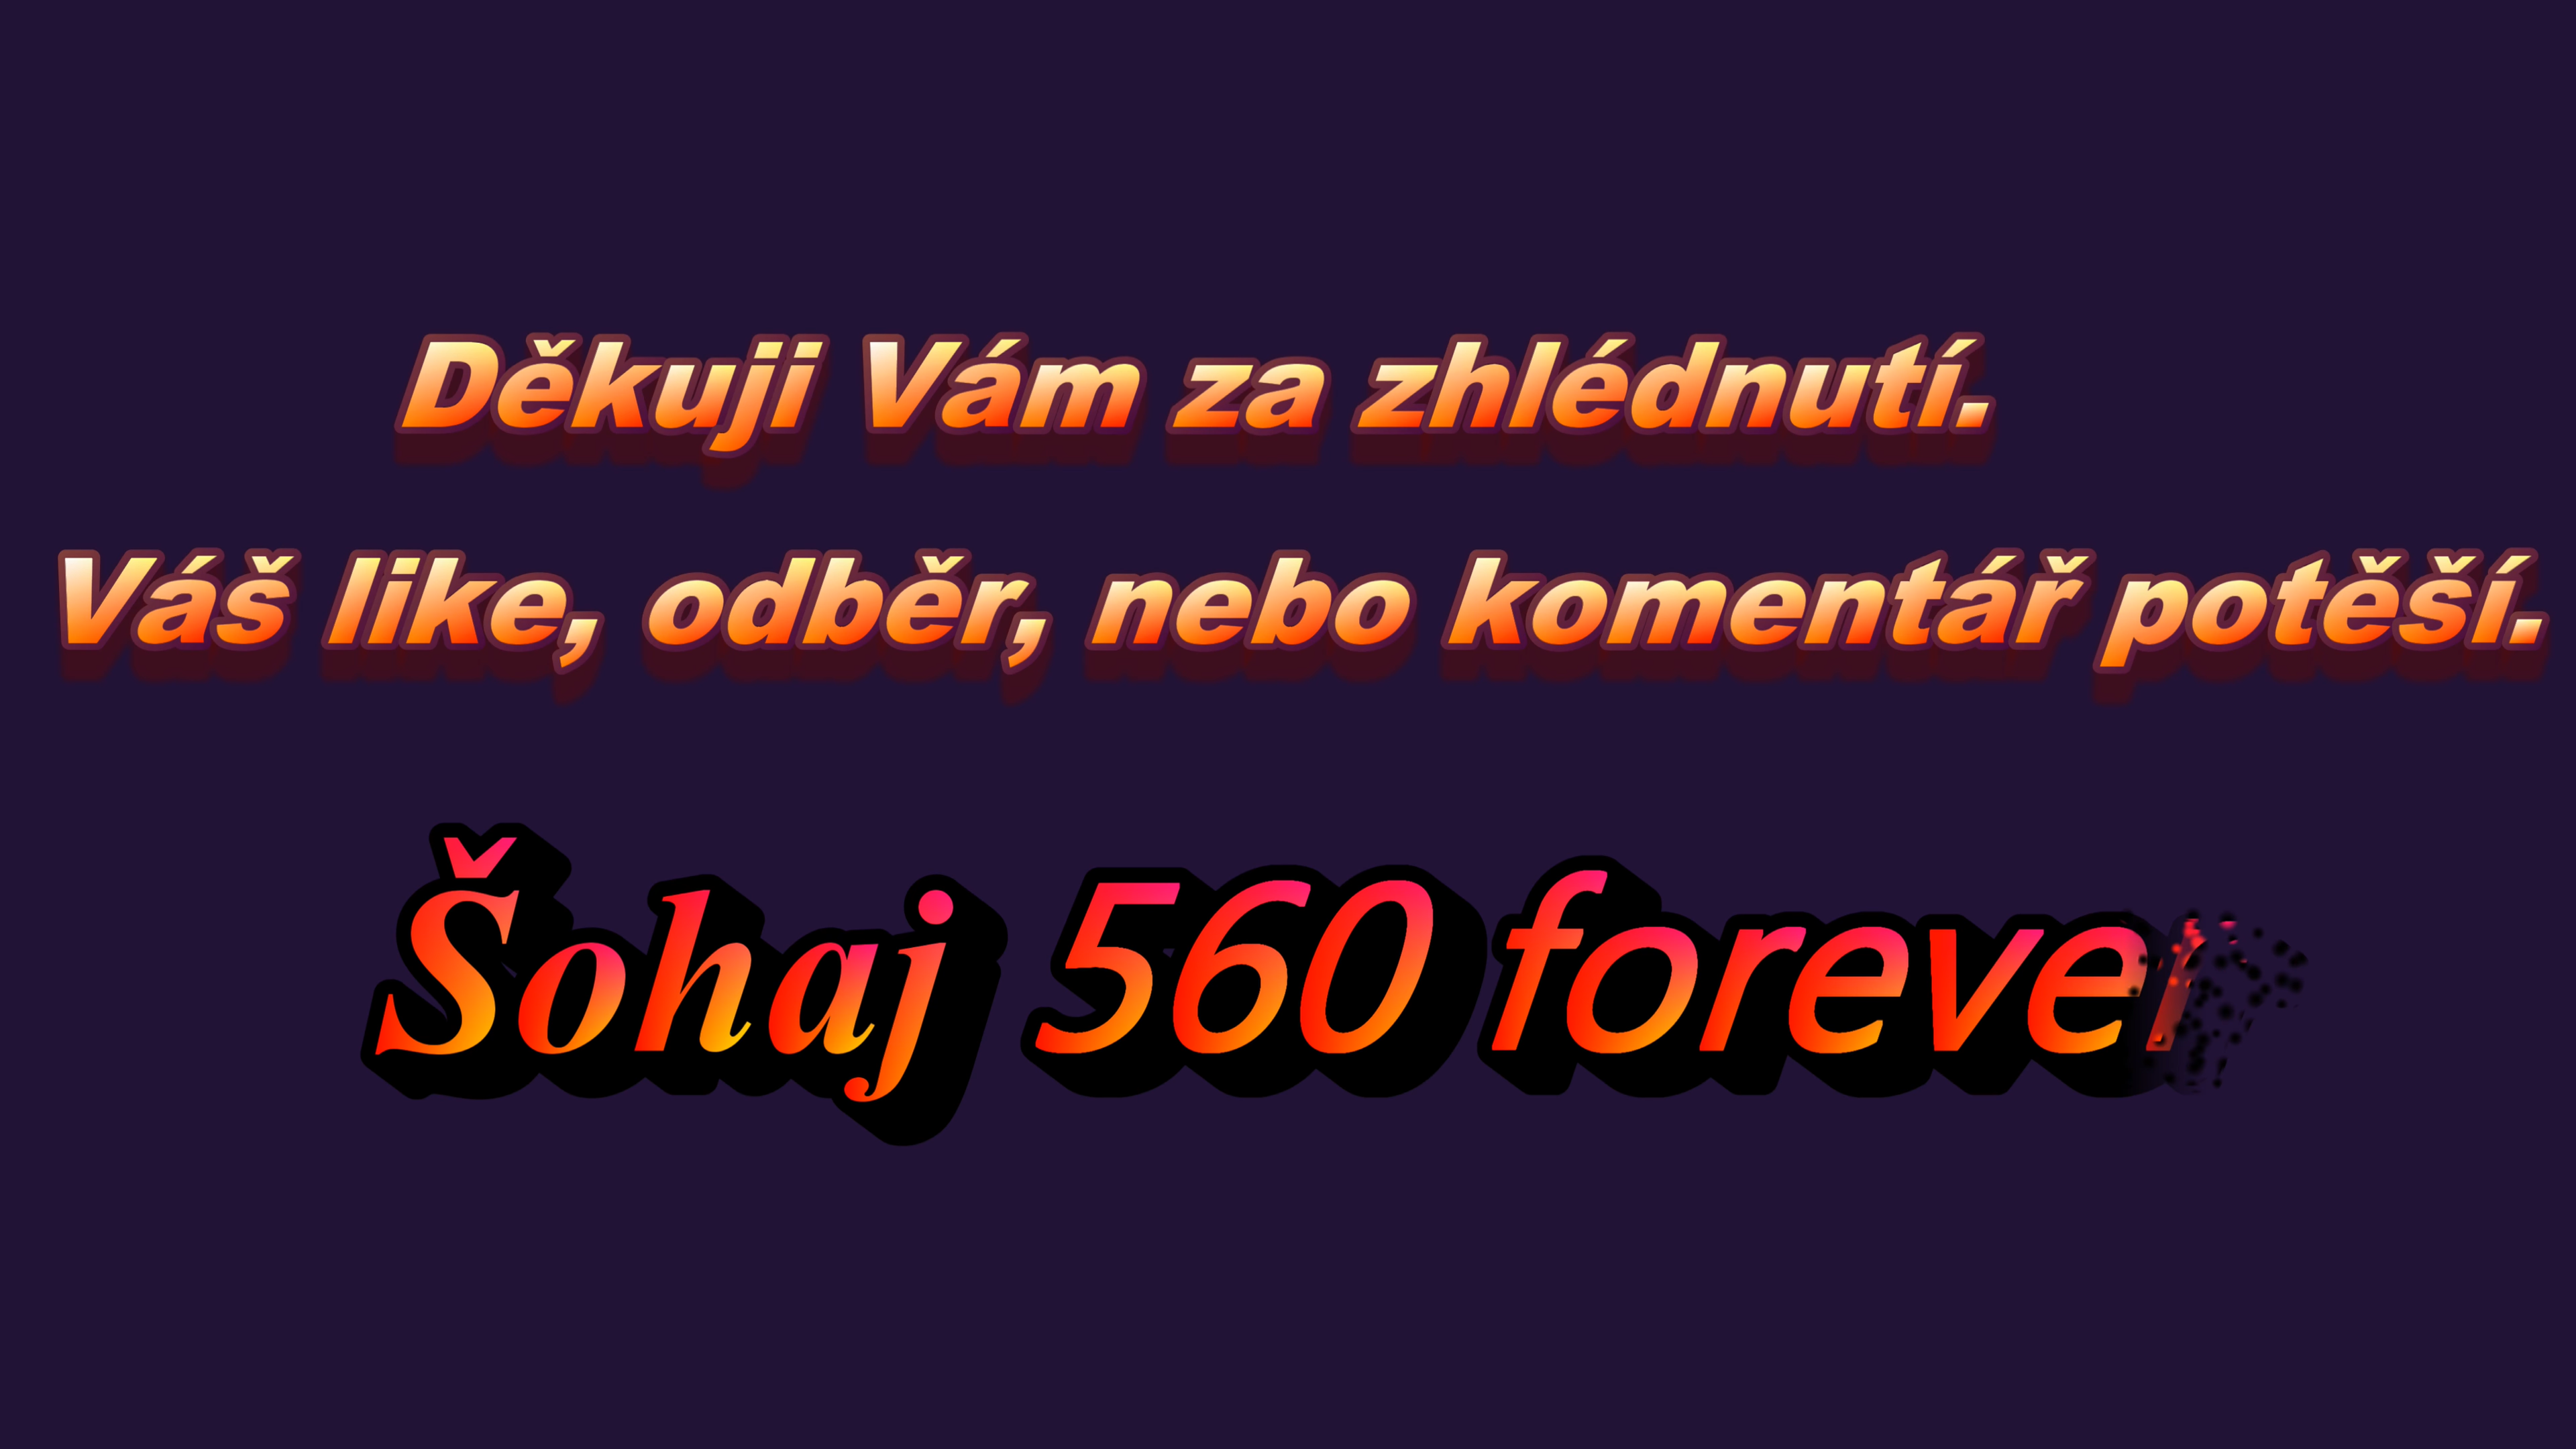 Děkuji Vám za zhlédnutí.
Váš like, odběr, nebo komentář potěší.
Šohaj 560 forever